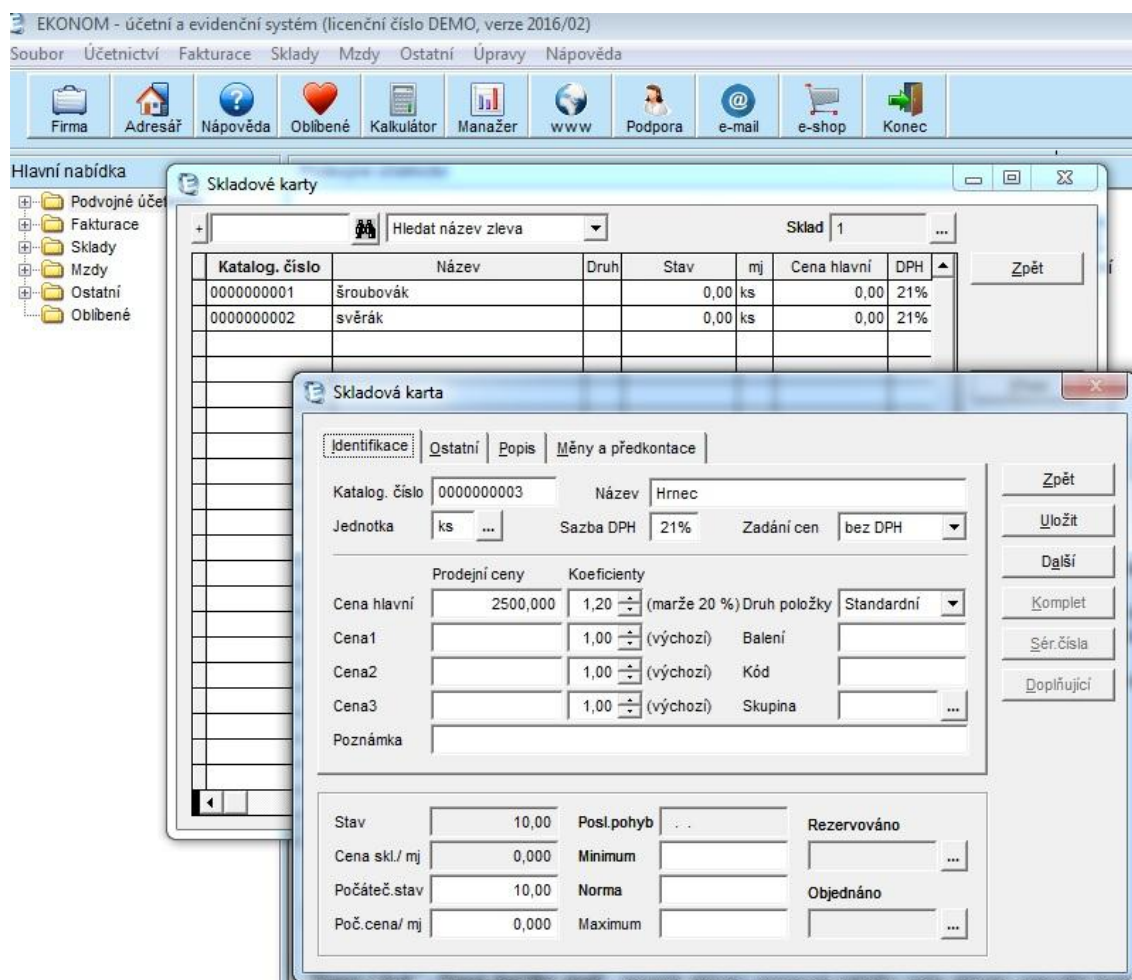 EKONOM - účetní a evidenční systém (licenční číslo DEMO, verze 2016/02)
Soubor Účetnictví Fakturace Sklady Mzdy Ostatní Úpravy Nápověda
Firma Adresář Nápověda Oblíbené Kalkulátor Manažer www Podpora e-mail e-shop Konec
Hlavní nabídka
Podvojné účet
Fakturace
Sklady
Mzdy
Ostatní
Oblíbené
Skladové karty
+ Hledat název zleva Sklad 1 ...
Katalog. číslo Název Druh Stav mj Cena hlavní DPH Zpět
0000000001 šroubovák 0,00 ks 0,00 21%
0000000002 svěrák 0,00 ks 0,00 21%
Skladová karta
Identifikace Ostatní Popis Měny a předkontace
Katalog. číslo 0000000003 Název Hrnec Zpět
Jednotka ks ... Sazba DPH 21% Zadání cen bez DPH Uložit
Další
Prodejní ceny Koeficienty
Cena hlavní 2500,000 1,20 (marže 20 %) Druh položky Standardní Komplet
Cena1 1,00 (výchozí) Balení Sér.čísla
Cena2 1,00 (výchozí) Kód Doplňující
Cena3 1,00 (výchozí) Skupina ...
Poznámka
Stav 10,00 Posl.pohyb . . Rezervováno
Cena skl./ mj 0,000 Minimum ...
Počáteč.stav 10,00 Norma Objednáno
Poč.cena/ mj 0,000 Maximum ...